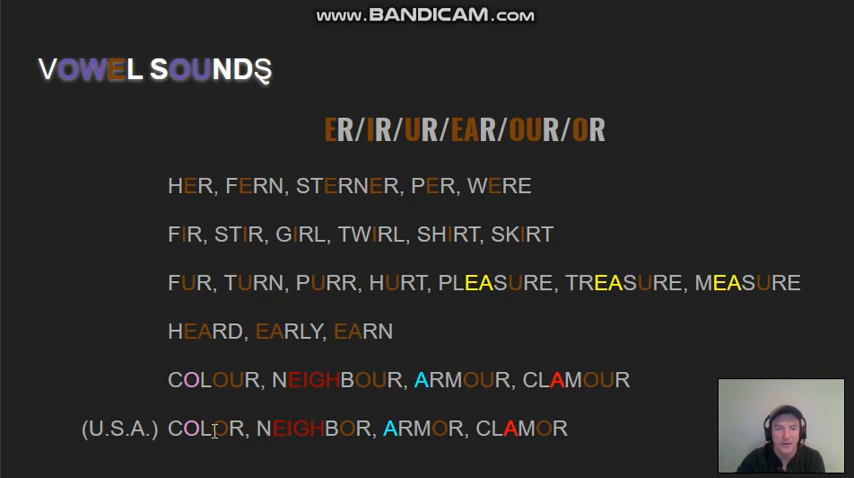 www.BANDICAM.com
VOWEL SOUNDS
ER/IR/UR/EAR/OUR/OR
HER, FERN, STERNER, PER, WERE
FIR, STIR, GIRL, TWIRL, SHIRT, SKIRT
FUR, TURN, PURR, HURT, PLEASURE, TREASURE, MEASURE
HEARD, EARLY, EARN
COLOUR, NEIGHBOUR, ARMOUR, CLAMOUR
(U.S.A.) COLOR, NEIGHBOR, ARMOR, CLAMOR